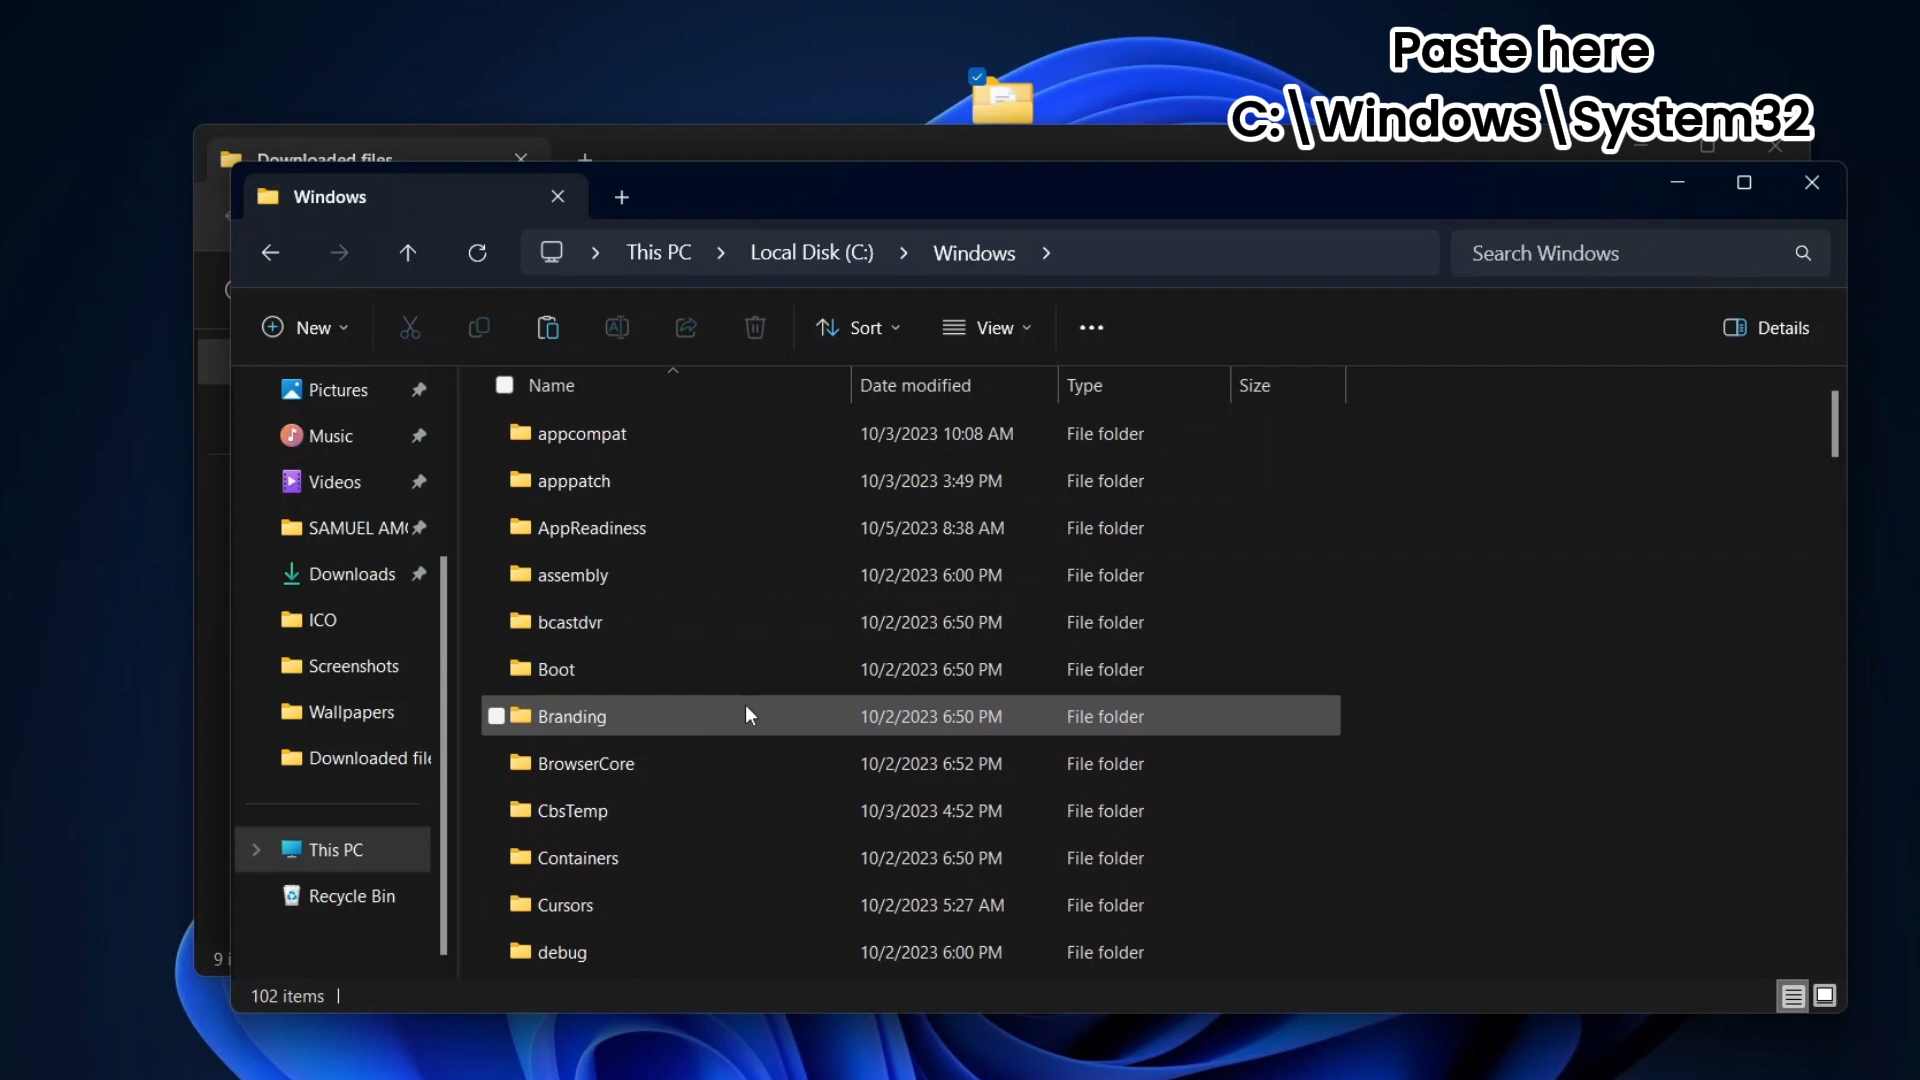 Paste here
C:\Windows\System32
Downloaded files
Windows
This PC
Local Disk (C:)
Windows
Search Windows
New
Sort
View
Details
Name
Date modified
Type
Size
Pictures
Music
Videos
SAMUEL AM
Downloads
ICO
Screenshots
Wallpapers
Downloaded file
This PC
Recycle Bin
appcompat 10/3/2023 10:08 AM File folder
apppatch 10/3/2023 3:49 PM File folder
AppReadiness 10/5/2023 8:38 AM File folder
assembly 10/2/2023 6:00 PM File folder
bcastdvr 10/2/2023 6:50 PM File folder
Boot 10/2/2023 6:50 PM File folder
Branding 10/2/2023 6:50 PM File folder
BrowserCore 10/2/2023 6:52 PM File folder
CbsTemp 10/3/2023 4:52 PM File folder
Containers 10/2/2023 6:50 PM File folder
Cursors 10/2/2023 5:27 AM File folder
debug 10/2/2023 6:00 PM File folder
9 i
102 items